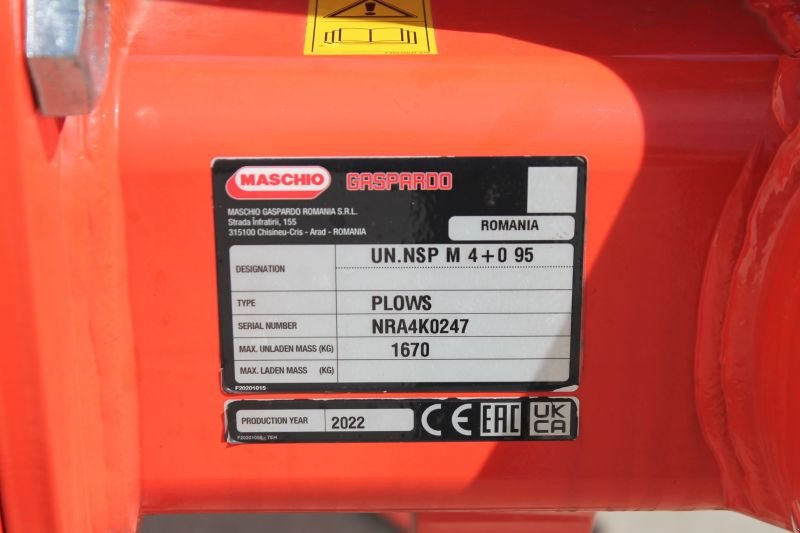 MASCHIO GASPARDO
MASCHIO GASPARDO ROMANIA S.R.L.
Strada Înfratirii, 155
315100 Chisineu-Cris - Arad - ROMANIA
ROMANIA
DESIGNATION UN.NSP M 4+0 95
TYPE PLOWS
SERIAL NUMBER NRA4K0247
MAX. UNLADEN MASS (KG) 1670
MAX. LADEN MASS (KG)
F20201015
PRODUCTION YEAR 2022 CE EAC UK CA